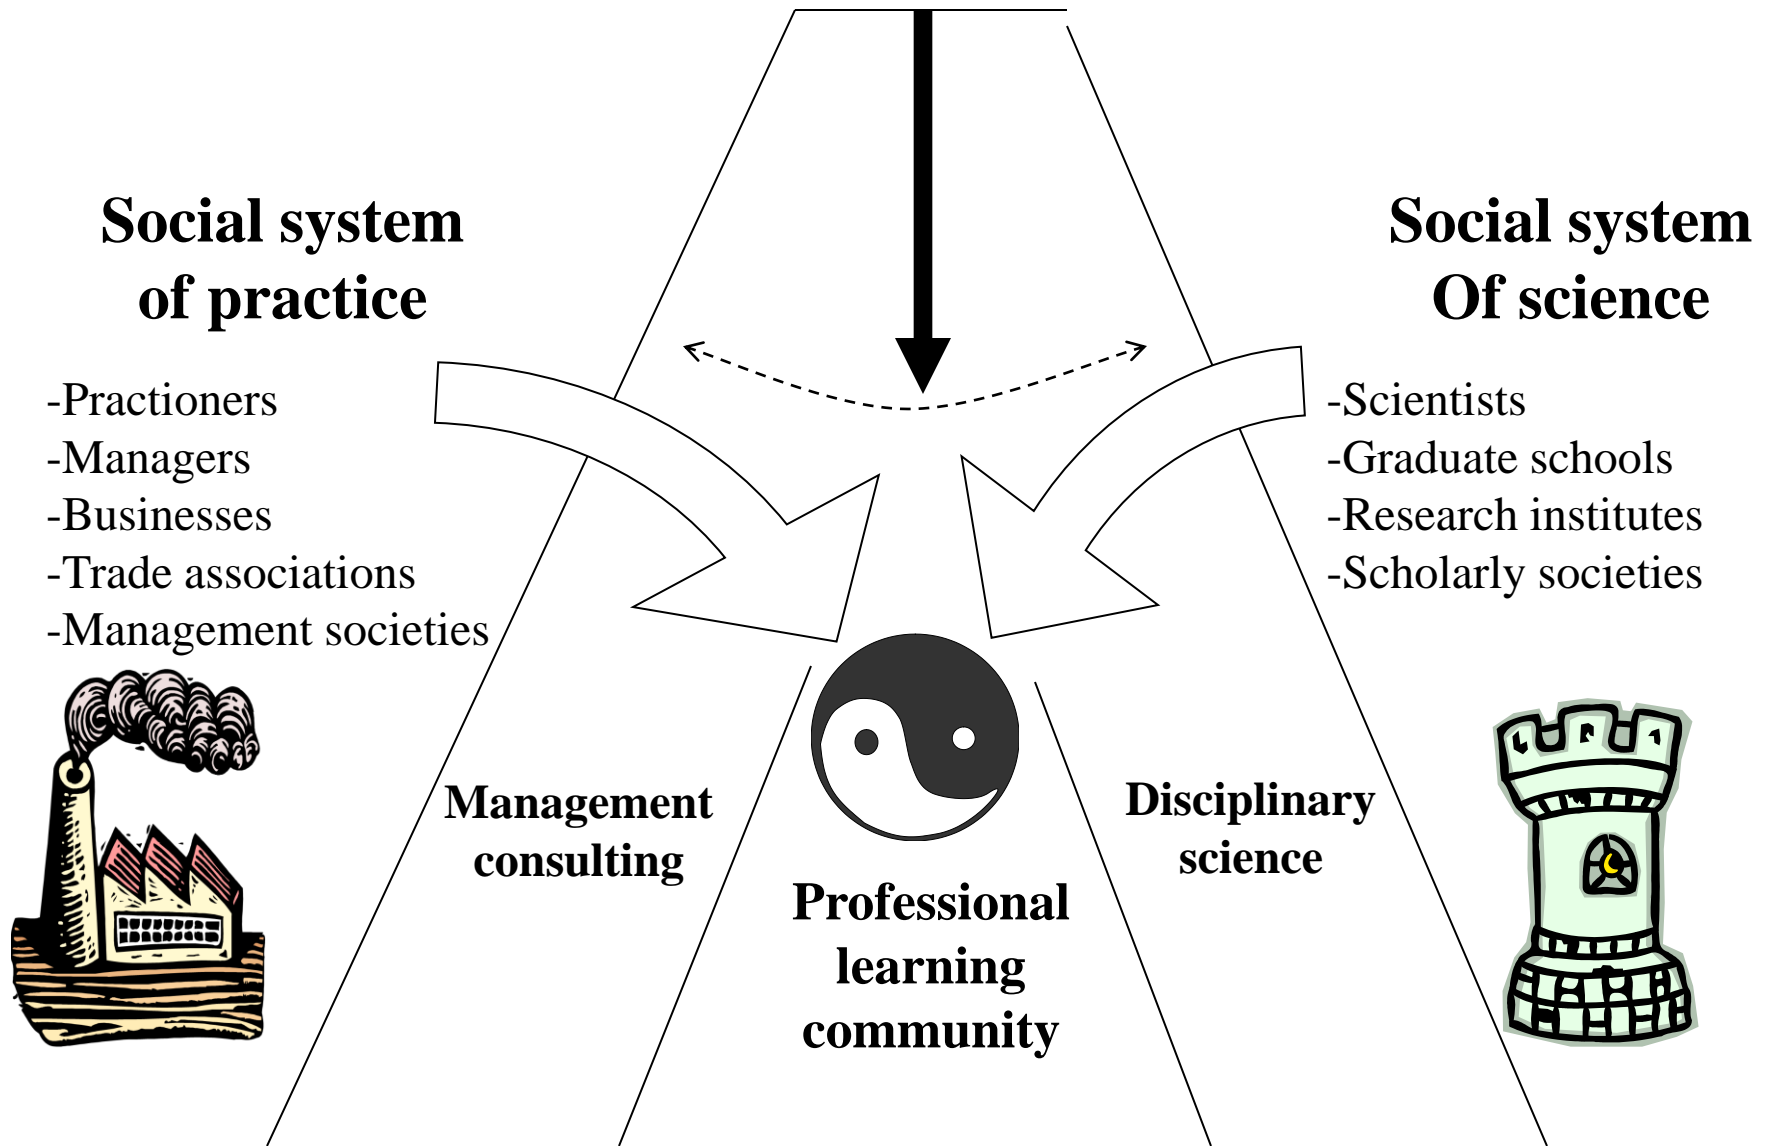 Social system
of practice
-Practioners
-Managers
-Businesses
-Trade associations
-Management societies
Social system
Of science
-Scientists
-Graduate schools
-Research institutes
-Scholarly societies
Management
consulting
Professional
learning
community
Disciplinary
science